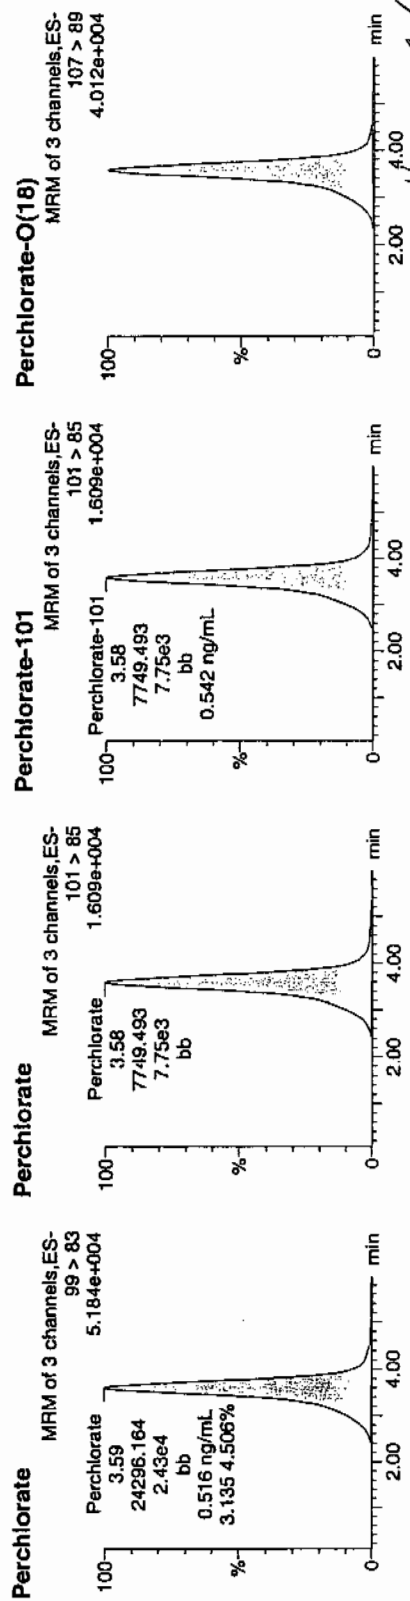 Perchlorate
MRM of 3 channels,ES-
99 > 83
5.184e+004
Perchlorate
3.59
24296.164
2.43e4
bb
0.516 ng/mL
3.135 4.506%
100
%
0
2.00
4.00
min
Perchlorate
MRM of 3 channels,ES-
101 > 85
1.609e+004
Perchlorate
3.58
7749.493
7.75e3
bb
100
%
0
2.00
4.00
min
Perchlorate-101
MRM of 3 channels,ES-
101 > 85
1.609e+004
Perchlorate-101
3.58
7749.493
7.75e3
bb
0.542 ng/mL
100
%
0
2.00
4.00
min
Perchlorate-O(18)
MRM of 3 channels,ES-
107 > 89
4.012e+004
100
%
0
2.00
4.00
min